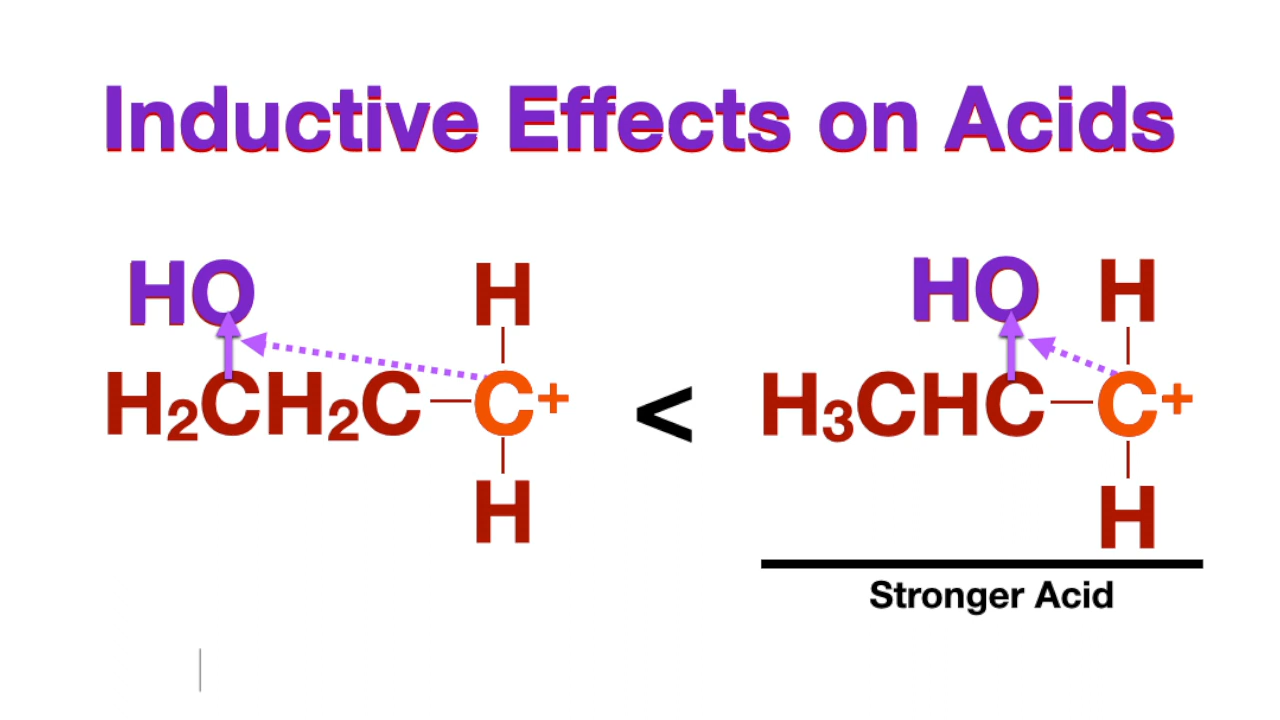 Inductive Effects on Acids
HO H HO H
H2CH2C–C+ < H3CHC–C+
H H
Stronger Acid